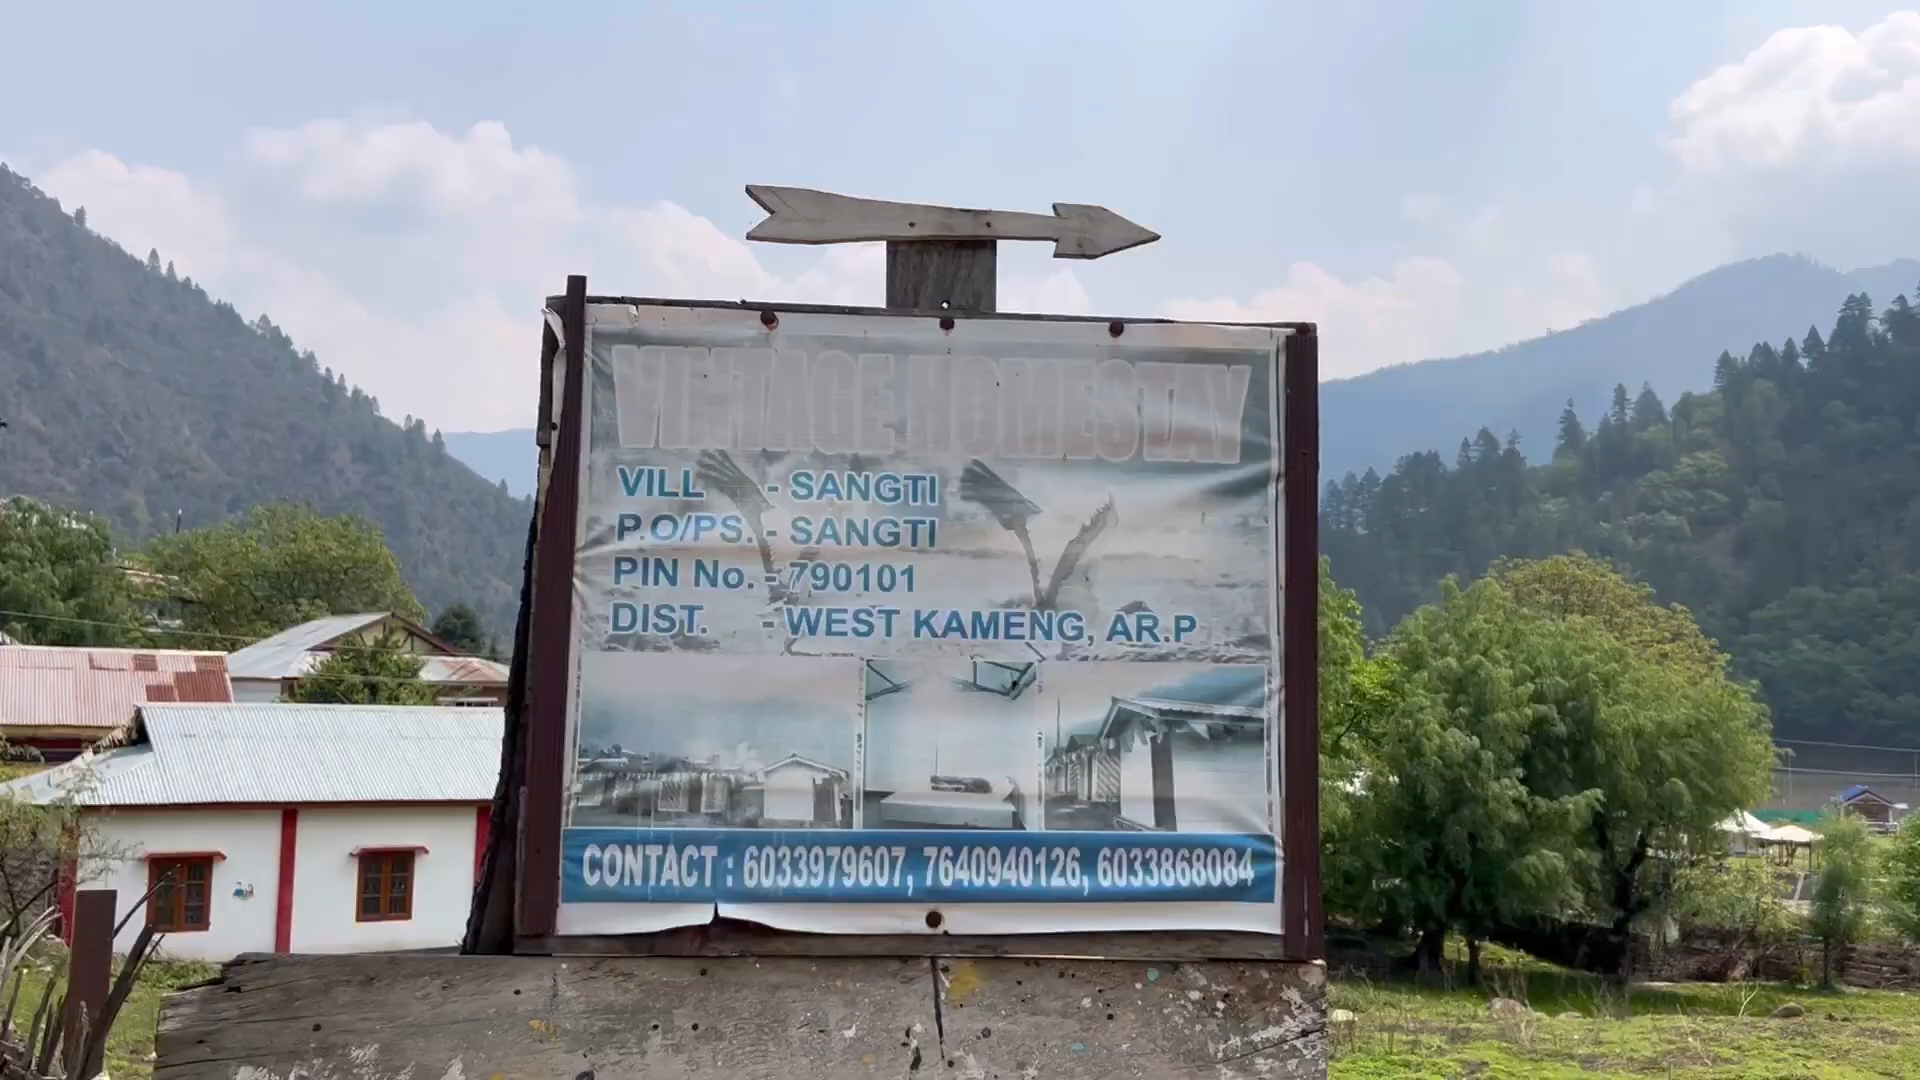 VINTAGE HOMESTAY
VILL - SANGTI
P.O/PS. - SANGTI
PIN No. - 790101
DIST. - WEST KAMENG, AR.P
CONTACT : 6033979607, 7640940126, 6033868084